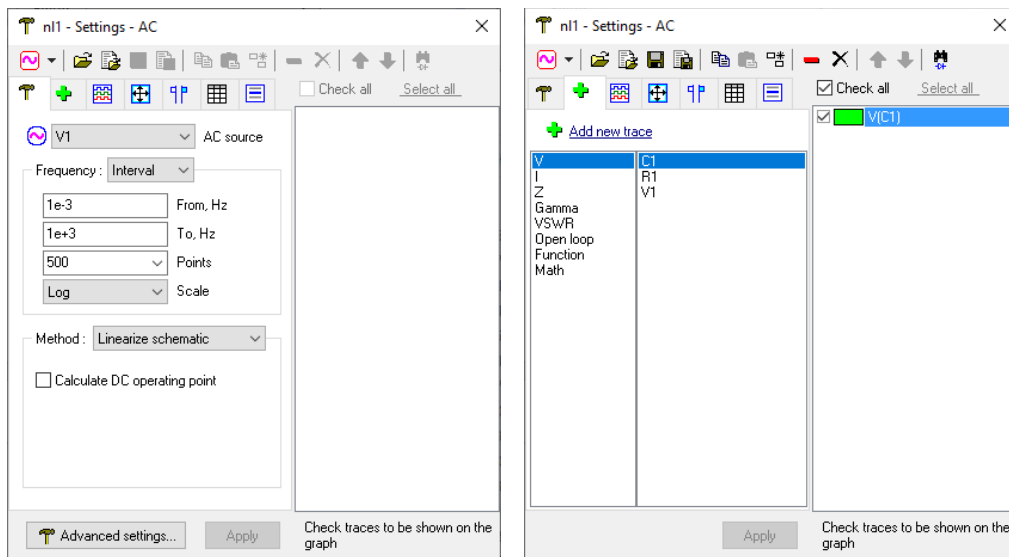 nl1 - Settings - AC
Check all
Select all
V1
AC source
Frequency :
Interval
1e-3
From, Hz
1e+3
To, Hz
500
Points
Log
Scale
Method :
Linearize schematic
Calculate DC operating point
Advanced settings...
Apply
Check traces to be shown on the
graph
nl1 - Settings - AC
Check all
Select all
Add new trace
V
I
Z
Gamma
VSWR
Open loop
Function
Math
C1
R1
V1
V(C1)
Apply
Check traces to be shown on the
graph